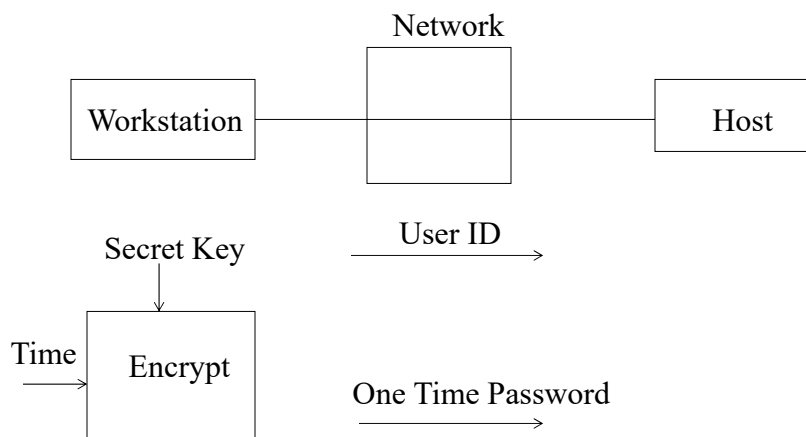 Network
Workstation
Host
User ID
Secret Key
Time
Encrypt
One Time Password